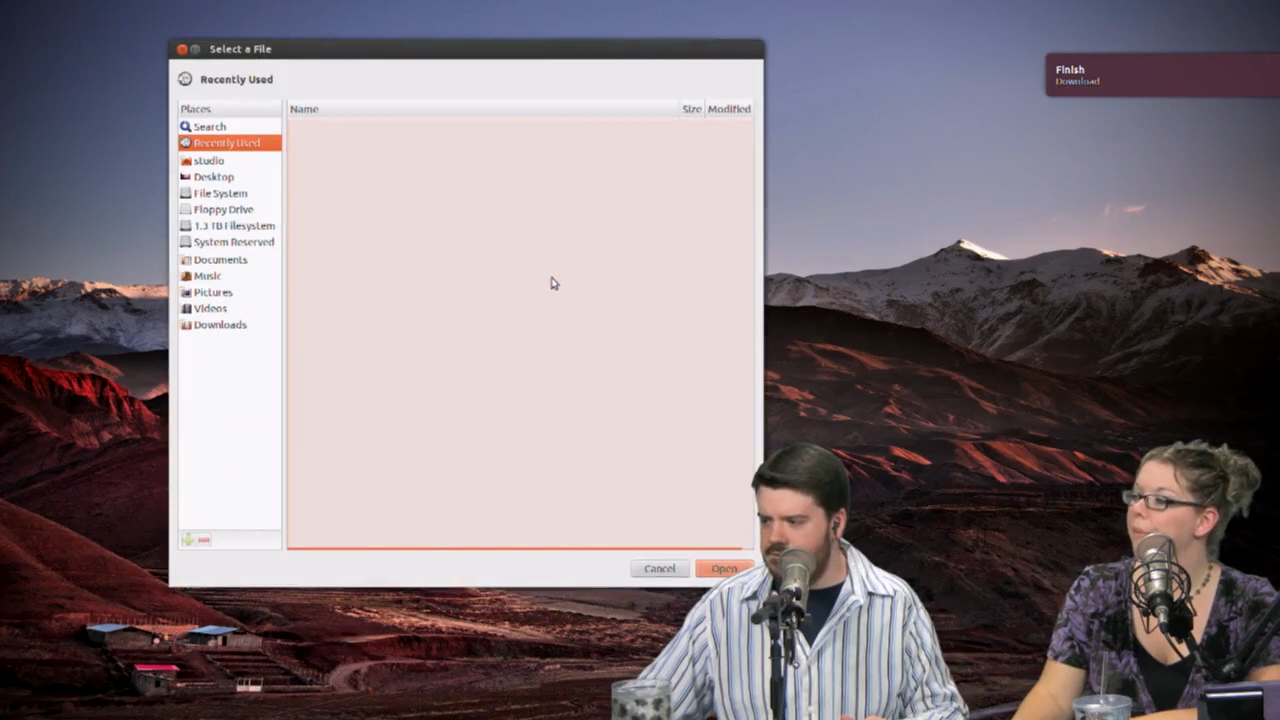 Select a File
Recently Used
Places
Name
Size
Modified
Search
Recently Used
studio
Desktop
File System
Floppy Drive
1.3 TB Filesystem
System Reserved
Documents
Music
Pictures
Videos
Downloads
Cancel
Open
Finish
Download